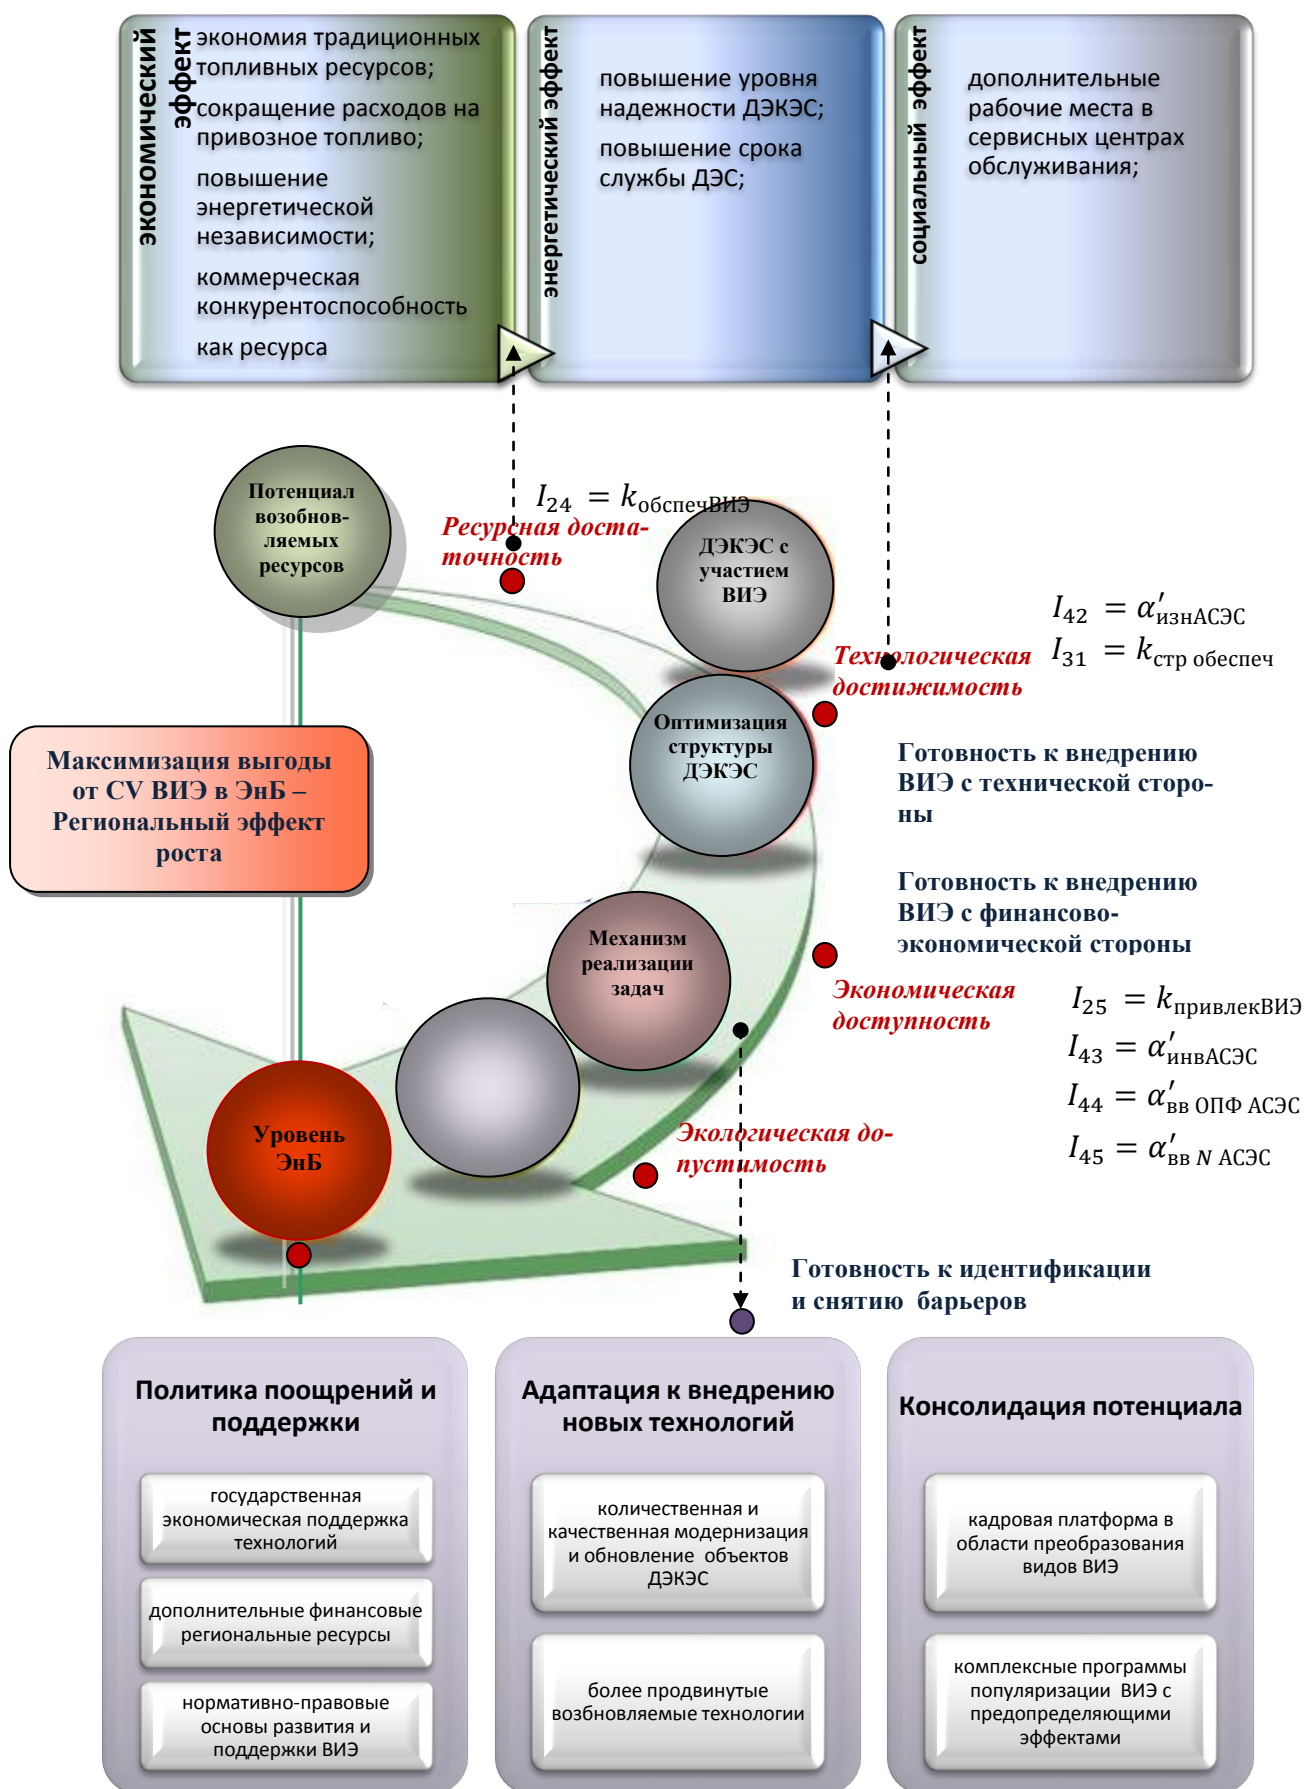 экономический
эффект
экономия традиционных
топливных ресурсов;
сокращение расходов на
привозное топливо;
повышение
энергетической
независимости;
коммерческая
конкурентоспособность
как ресурса
энергетический эффект
повышение уровня
надежности ДЭКЭС;
повышение срока
службы ДЭС;
социальный эффект
дополнительные
рабочие места в
сервисных центрах
обслуживания;
Потенциал
возобнов-
ляемых
ресурсов
I₂₄ = k обспечВИЭ
Ресурсная доста-
точность
ДЭКЭС с
участием
ВИЭ
I₄₂ = α′ изнАСЭС
I₃₁ = k стр обеспеч
Технологическая
достижимость
Оптимизация
структуры
ДЭКЭС
Максимизация выгоды
от CV ВИЭ в ЭнБ –
Региональный эффект
роста
Готовность к внедрению
ВИЭ с технической сторо-
ны
Готовность к внедрению
ВИЭ с финансово-
экономической стороны
Механизм
реализации
задач
Экономическая
доступность
I₂₅ = k привлекВИЭ
I₄₃ = α′ инвАСЭС
I₄₄ = α′ вв ОПФ АСЭС
I₄₅ = α′ вв N АСЭС
Уровень
ЭнБ
Экологическая до-
пустимость
Готовность к идентификации
и снятию барьеров
Политика поощрений и
поддержки
государственная
экономическая поддержка
технологий
дополнительные финансовые
региональные ресурсы
нормативно-правовые
основы развития и
поддержки ВИЭ
Адаптация к внедрению
новых технологий
количественная и
качественная модернизация
и обновление объектов
ДЭКЭС
более продвинутые
возбновляемые технологии
Консолидация потенциала
кадровая платформа в
области преобразования
видов ВИЭ
комплексные программы
популяризации ВИЭ с
предопределяющими
эффектами